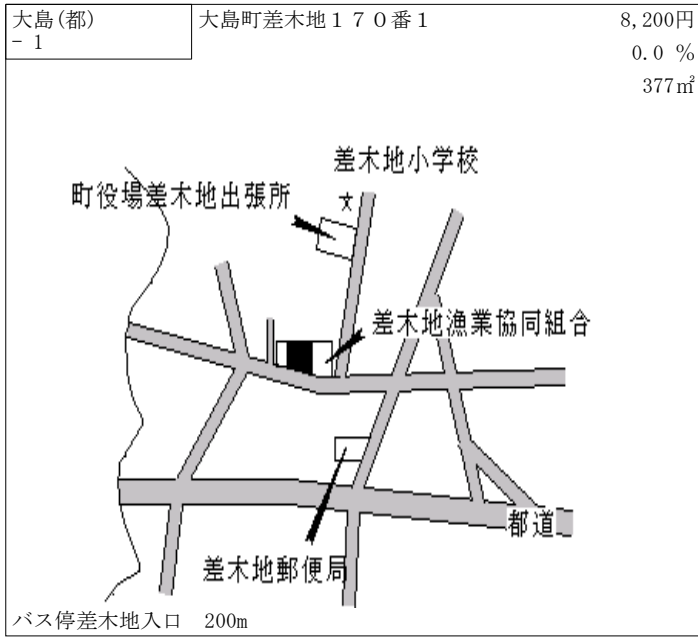 大島(都)
- 1
大島町差木地１７０番１
8,200円
0.0 %
377㎡
差木地小学校
文
町役場差木地出張所
差木地漁業協同組合
都道
差木地郵便局
バス停差木地入口 200m